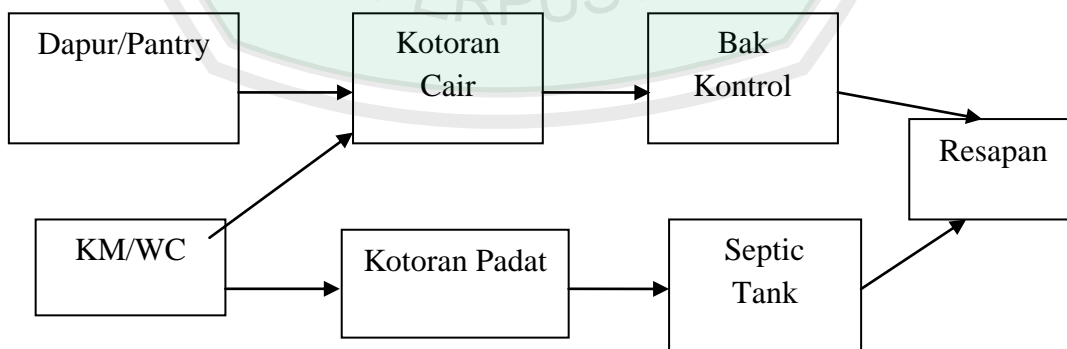 Dapur/Pantry
Kotoran
Cair
Bak
Kontrol
Resapan
KM/WC
Kotoran Padat
Septic
Tank